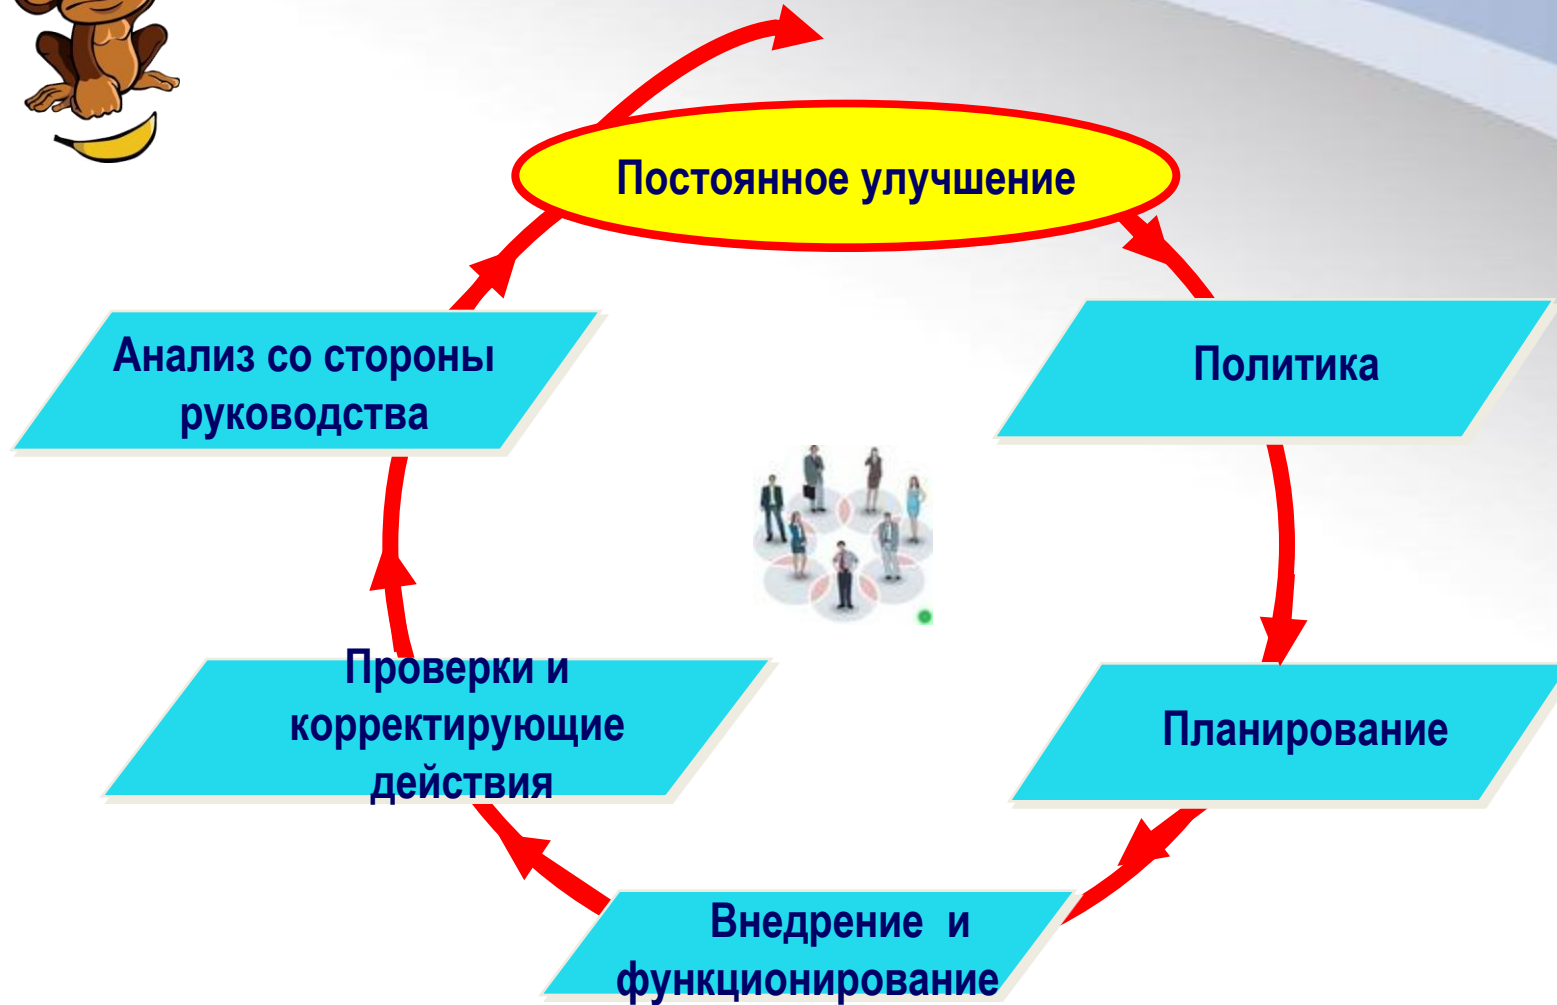 Постоянное улучшение
Анализ со стороны
руководства
Политика
Проверки и
корректирующие
действия
Планирование
Внедрение  и
функционирование